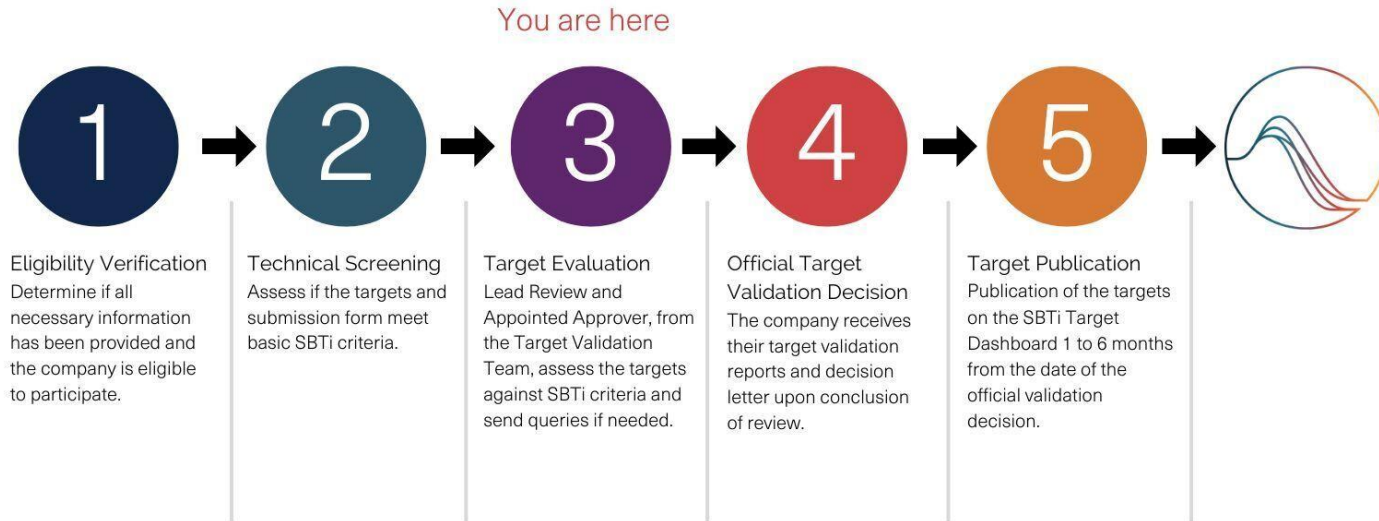 You are here
1
2
3
4
5
Eligibility Verification
Determine if all
necessary information
has been provided and
the company is eligible
to participate.
Technical Screening
Assess if the targets and
submission form meet
basic SBTi criteria.
Target Evaluation
Lead Review and
Appointed Approver, from
the Target Validation
Team, assess the targets
against SBTi criteria and
send queries if needed.
Official Target
Validation Decision
The company receives
their target validation
reports and decision
letter upon conclusion
of review.
Target Publication
Publication of the targets
on the SBTi Target
Dashboard 1 to 6 months
from the date of the
official validation
decision.